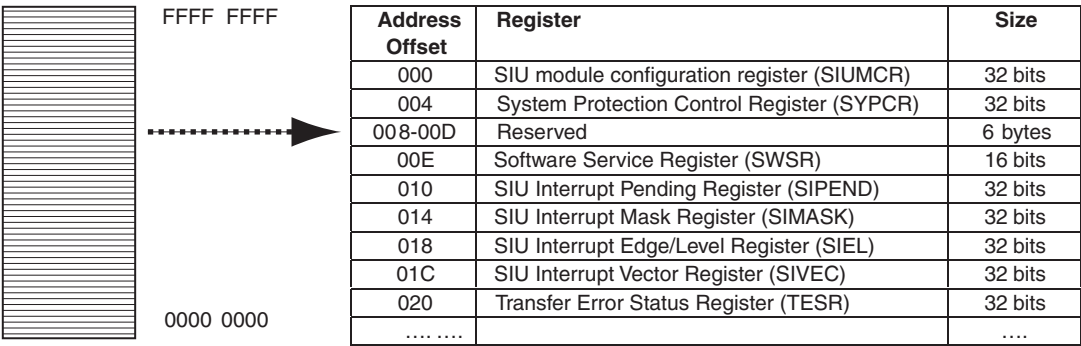 FFFF FFFF
0000 0000
Address Offset Register Size
000 SIU module configuration register (SIUMCR) 32 bits
004 System Protection Control Register (SYPCR) 32 bits
008-00D Reserved 6 bytes
00E Software Service Register (SWSR) 16 bits
010 SIU Interrupt Pending Register (SIPEND) 32 bits
014 SIU Interrupt Mask Register (SIMASK) 32 bits
018 SIU Interrupt Edge/Level Register (SIEL) 32 bits
01C SIU Interrupt Vector Register (SIVEC) 32 bits
020 Transfer Error Status Register (TESR) 32 bits
.... .... ....